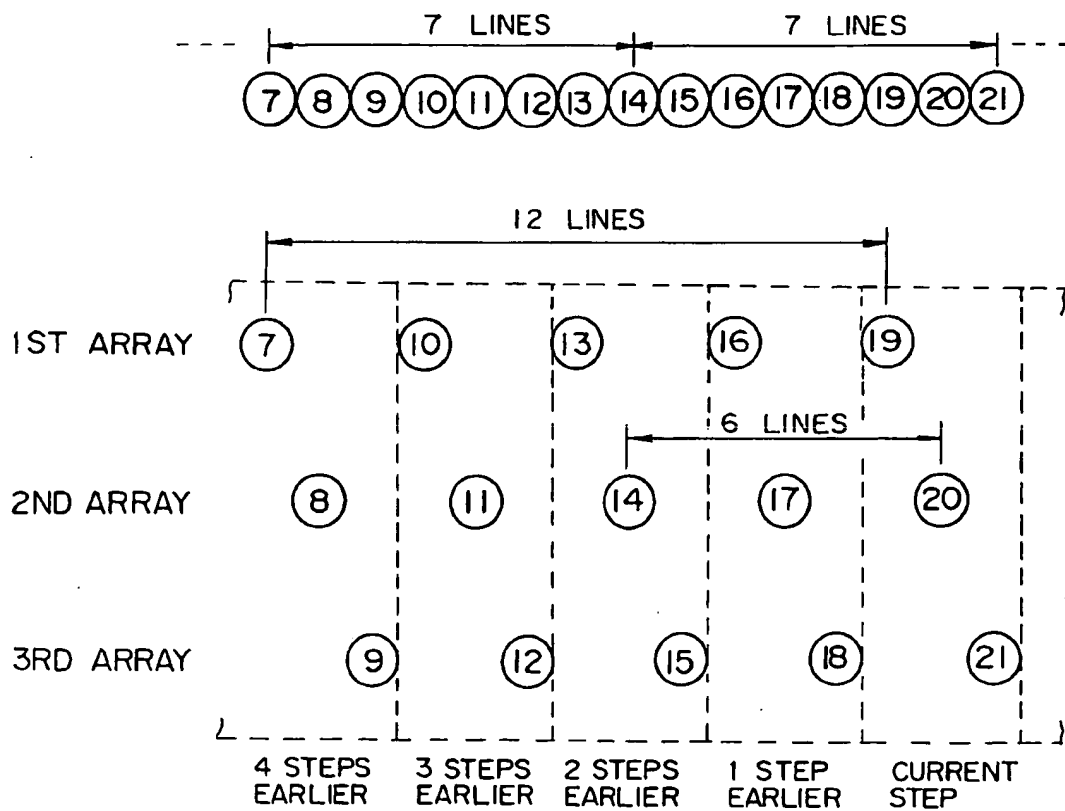 7 LINES 7 LINES
7 8 9 10 11 12 13 14 15 16 17 18 19 20 21
12 LINES
1ST ARRAY 7 10 13 16 19
6 LINES
2ND ARRAY 8 11 14 17 20
3RD ARRAY 9 12 15 18 21
4 STEPS EARLIER
3 STEPS EARLIER
2 STEPS EARLIER
1 STEP EARLIER
CURRENT STEP